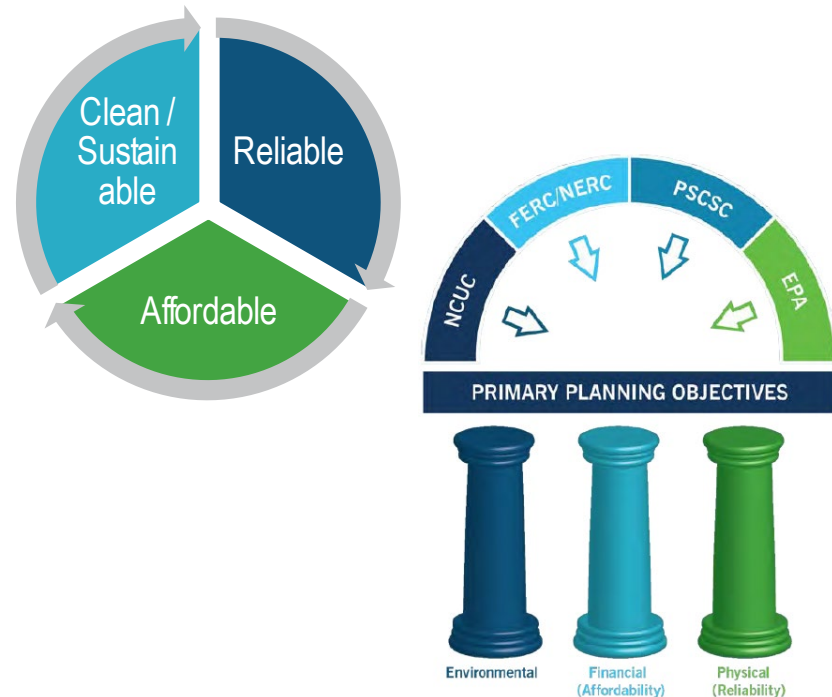 Clean /
Sustain
able
Reliable
Affordable
NCUC
FERC/NERC
PSCSC
EPA
PRIMARY PLANNING OBJECTIVES
Environmental
Financial
(Affordability)
Physical
(Reliability)